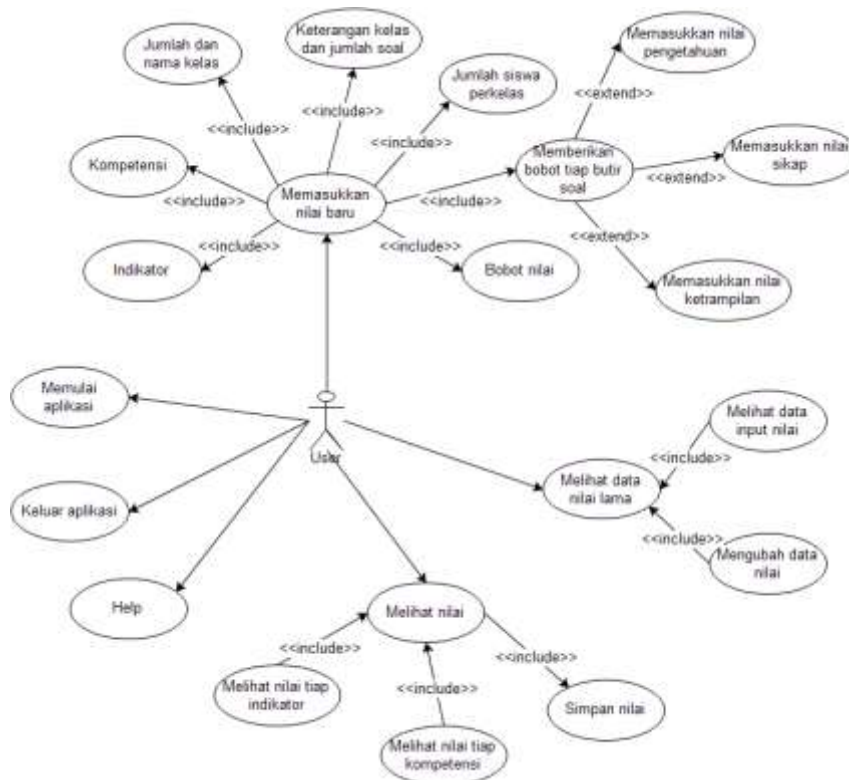 Jumlah dan
nama kelas
Keterangan kelas
dan jumlah soal
Memasukkan nilai
pengetahuan
Jumlah siswa
perkelas
<<include>>
<<include>>
<<include>>
<<extend>>
Kompetensi
<<include>>
Memasukkan
nilai baru
<<include>>
Memberikan
bobot tiap butir
soal
<<extend>>
Memasukkan nilai
sikap
<<include>>
<<include>>
<<extend>>
Indikator
Bobot nilai
Memasukkan nilai
ketrampilan
Memulai
aplikasi
User
Melihat data
input nilai
<<include>>
Melihat data
nilai lama
Keluar aplikasi
<<include>>
Mengubah data
nilai
Help
Melihat nilai
<<include>>
<<include>>
<<include>>
Melihat nilai tiap
indikator
Simpan nilai
Melihat nilai tiap
kompetensi